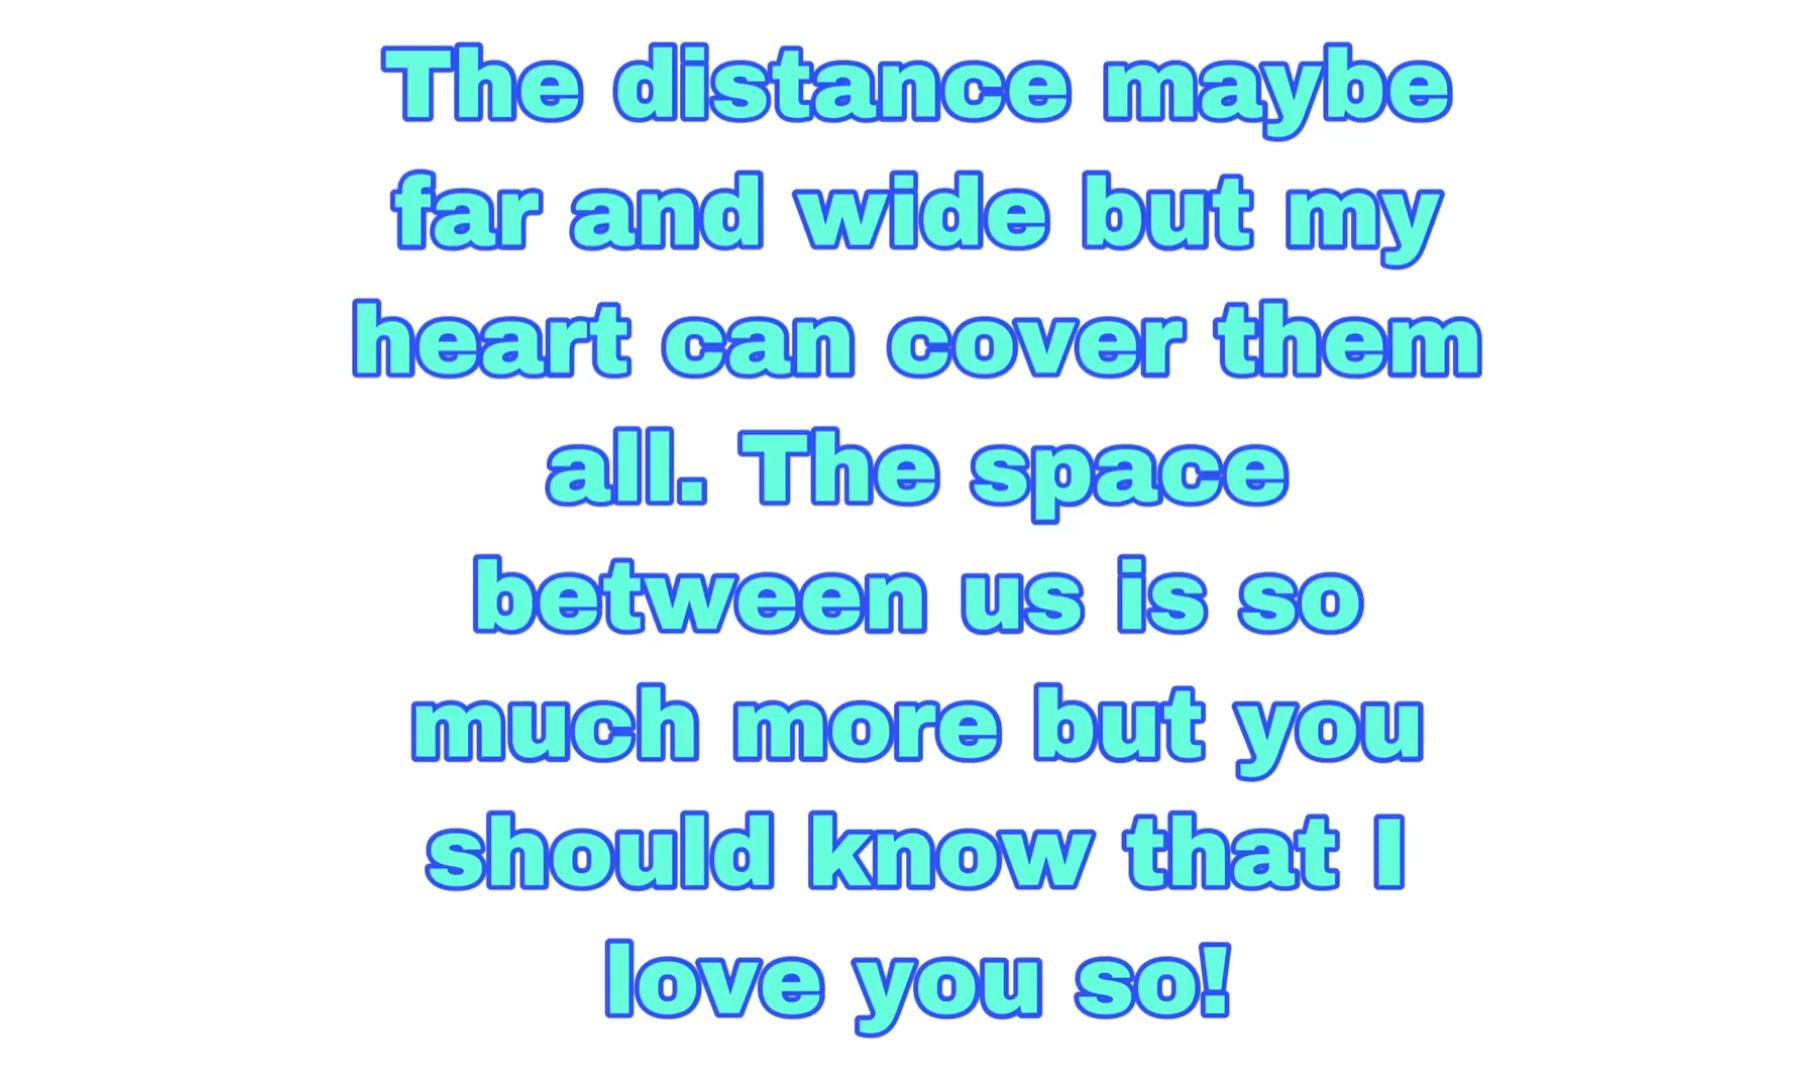 The distance maybe
far and wide but my
heart can cover them
all. The space
between us is so
much more but you
should know that I
love you so!